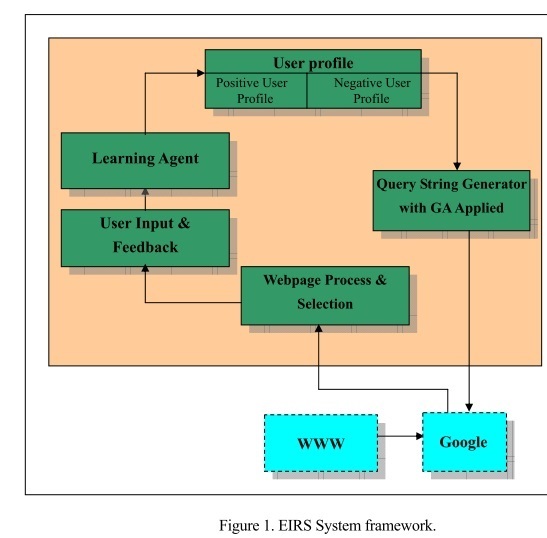 User profile
Positive User
Profile
Negative User
Profile
Learning Agent
Query String Generator
with GA Applied
User Input &
Feedback
Webpage Process &
Selection
WWW
Google
Figure 1. EIRS System framework.